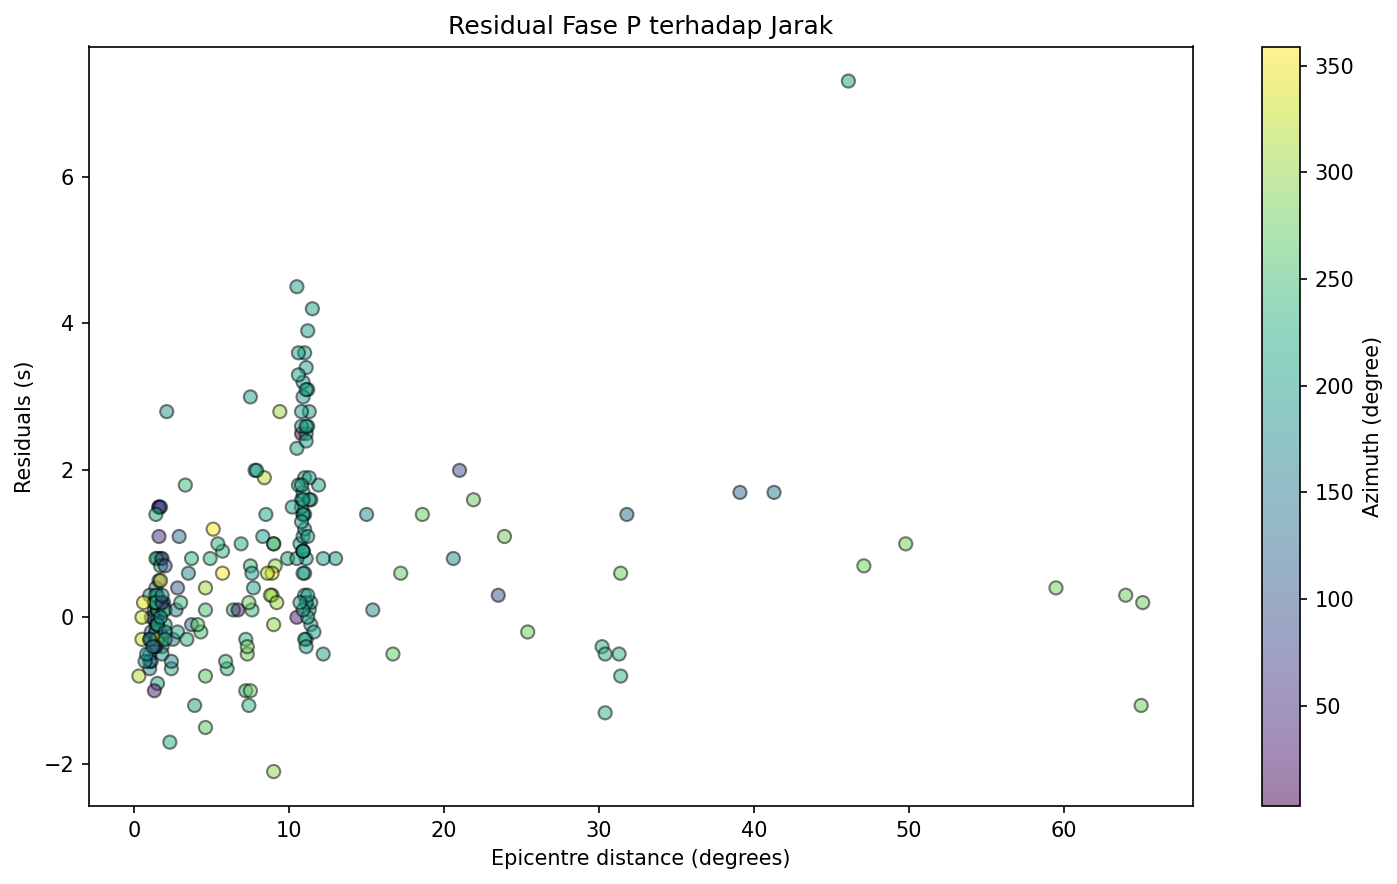 Residual Fase P terhadap Jarak
Residuals (s)
6
4
2
0
−2
0 10 20 30 40 50 60
Epicentre distance (degrees)
350
300
250
200
150
100
50
Azimuth (degree)